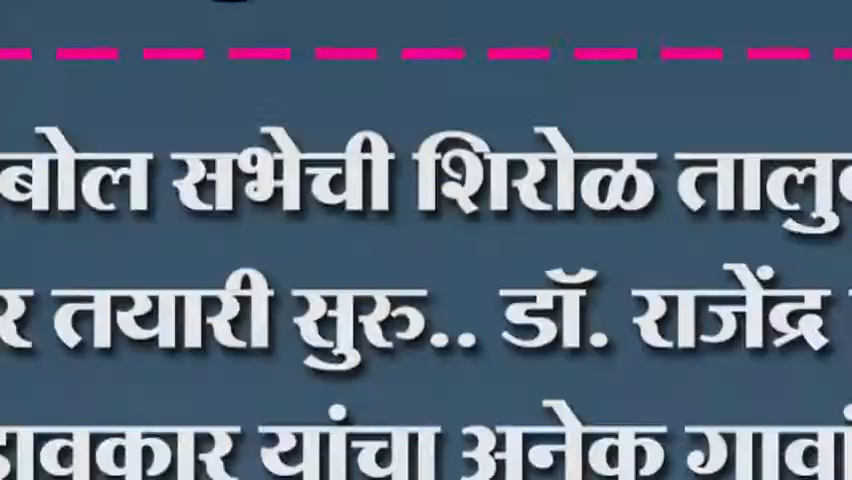 बोल सभेची शिरोळ
तयारी सुरु.. डॉ. राजेंद्र
यांचा अनेक